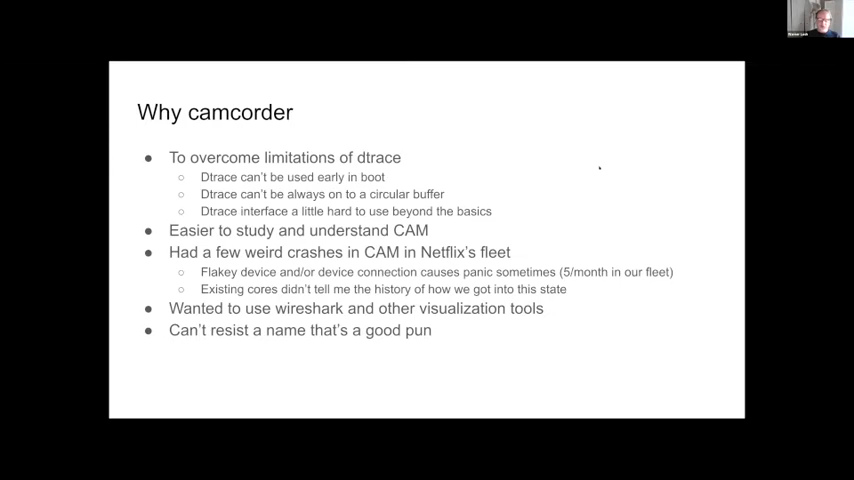 Why camcorder
● To overcome limitations of dtrace
○ Dtrace can't be used early in boot
○ Dtrace can't be always on to a circular buffer
○ Dtrace interface a little hard to use beyond the basics
● Easier to study and understand CAM
● Had a few weird crashes in CAM in Netflix's fleet
○ Flakey device and/or device connection causes panic sometimes (5/month in our fleet)
○ Existing cores didn't tell me the history of how we got into this state
● Wanted to use wireshark and other visualization tools
● Can't resist a name that's a good pun